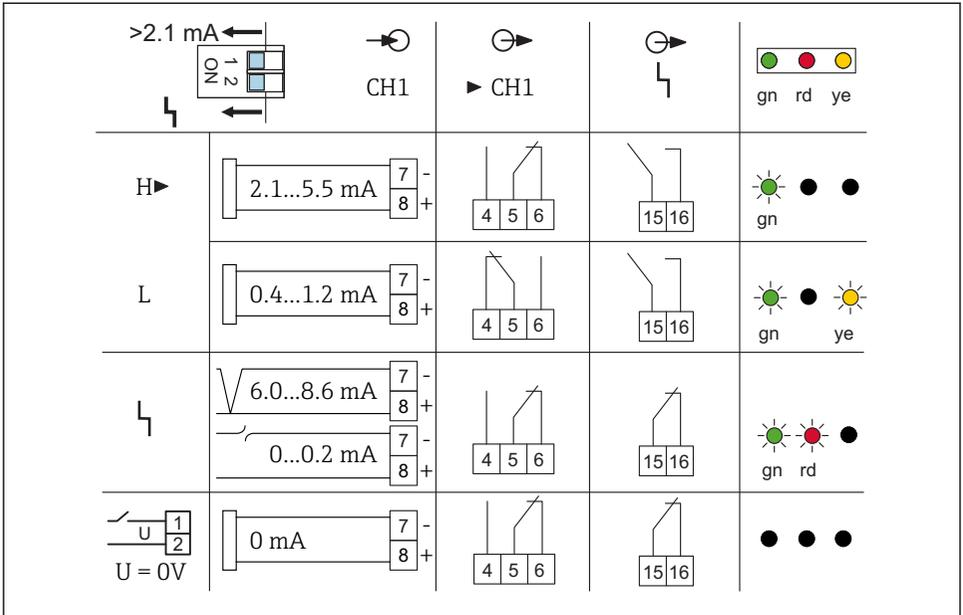 >2.1 mA
1 2
ON
CH1
► CH1
gn rd ye
H►
2.1...5.5 mA
7 -
8 +
4 5 6
15 16
gn
L
0.4...1.2 mA
7 -
8 +
4 5 6
15 16
gn ye
6.0...8.6 mA
7 -
8 +
0...0.2 mA
7 -
8 +
4 5 6
15 16
gn rd
U
1
2
U = 0V
0 mA
7 -
8 +
4 5 6
15 16